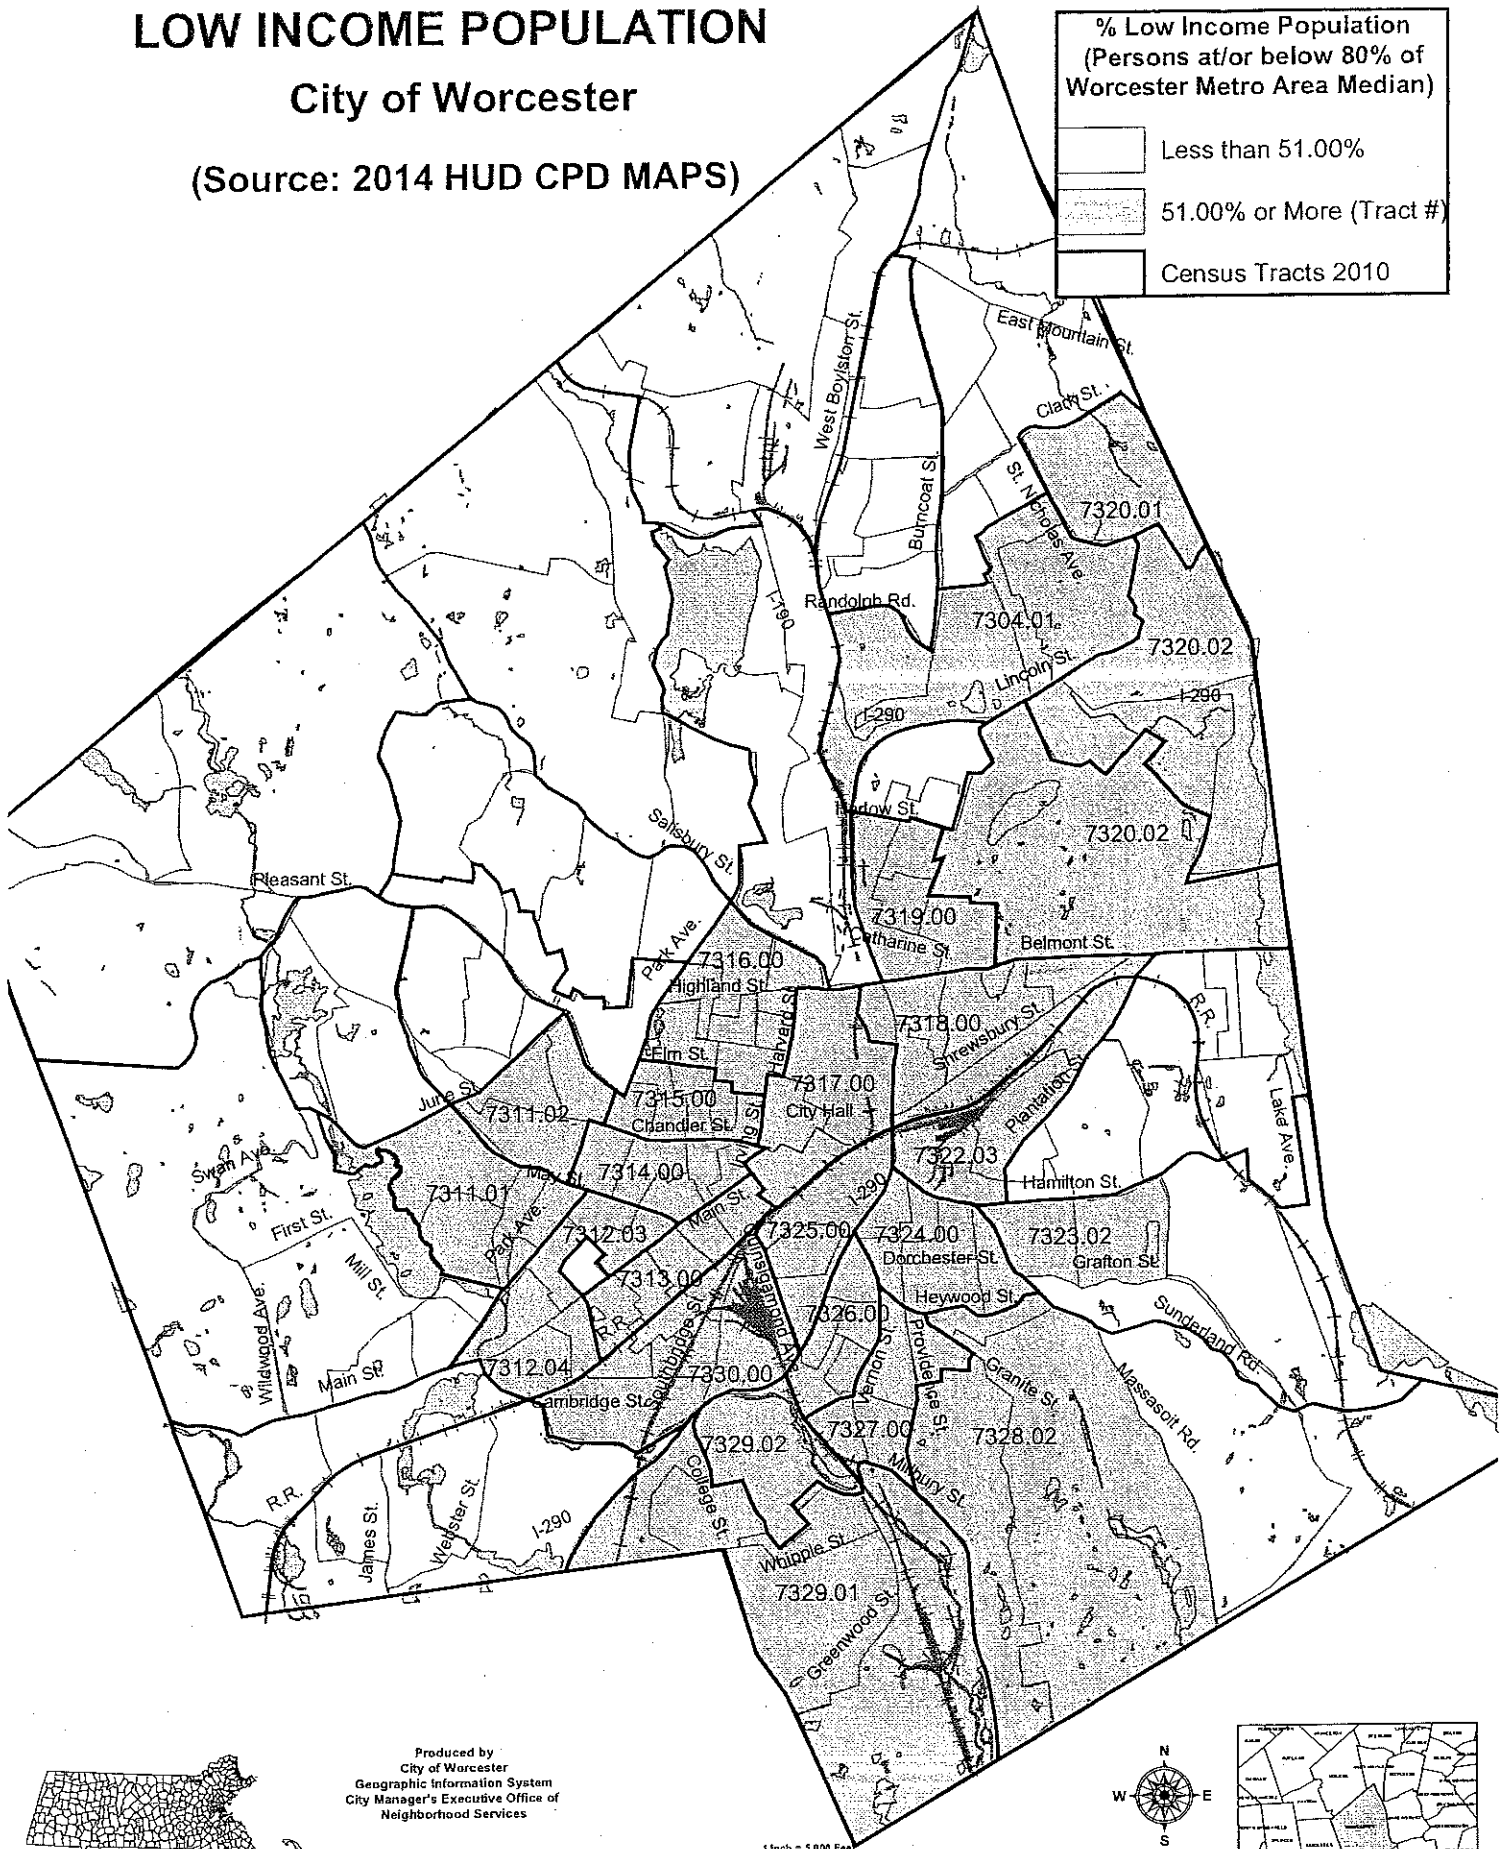 LOW INCOME POPULATION
City of Worcester
(Source: 2014 HUD CPD MAPS)
% Low Income Population
(Persons at/or below 80% of
Worcester Metro Area Median)
Less than 51.00%
51.00% or More (Tract #)
Census Tracts 2010
East Mountain St.
West Boylston St.
Clark St.
Burncoat St.
St. Nicholas Ave.
7320.01
I-190
Randolph Rd.
7304.01
7320.02
Lincoln St.
I-290
I-290
Salisbury St.
7320.02
Pleasant St.
7319.00
Catharine St.
Belmont St.
Park Ave.
7316.00
Highland St.
Harvard St.
7318.00
Shrewsbury St.
R.R.
Elm St.
7317.00
City Hall
Plantation St.
Lake Ave.
June St.
7311.02
7315.00
Chandler St.
7322.03
Hamilton St.
Swan Ave.
May St.
7314.00
7311.01
Main St.
I-290
First St.
Park Ave.
7312.03
7325.00
7324.00
7323.02
Dorchester St.
Grafton St.
Mill St.
7313.00
Quinsigamond Ave.
Heywood St.
Sunderland Rd.
Wildwood Ave.
R.R.
Southbridge St.
7326.00
Providence St.
Vernon St.
Granite St.
Massasoit Rd.
Main St.
7312.04
7330.00
Cambridge St.
7329.02
7327.00
7328.02
College St.
Millbury St.
R.R.
James St.
Webster St.
I-290
Whipple St.
7329.01
Greenwood St.
Produced by
City of Worcester
Geographic Information System
City Manager's Executive Office of
Neighborhood Services
N
W
E
S